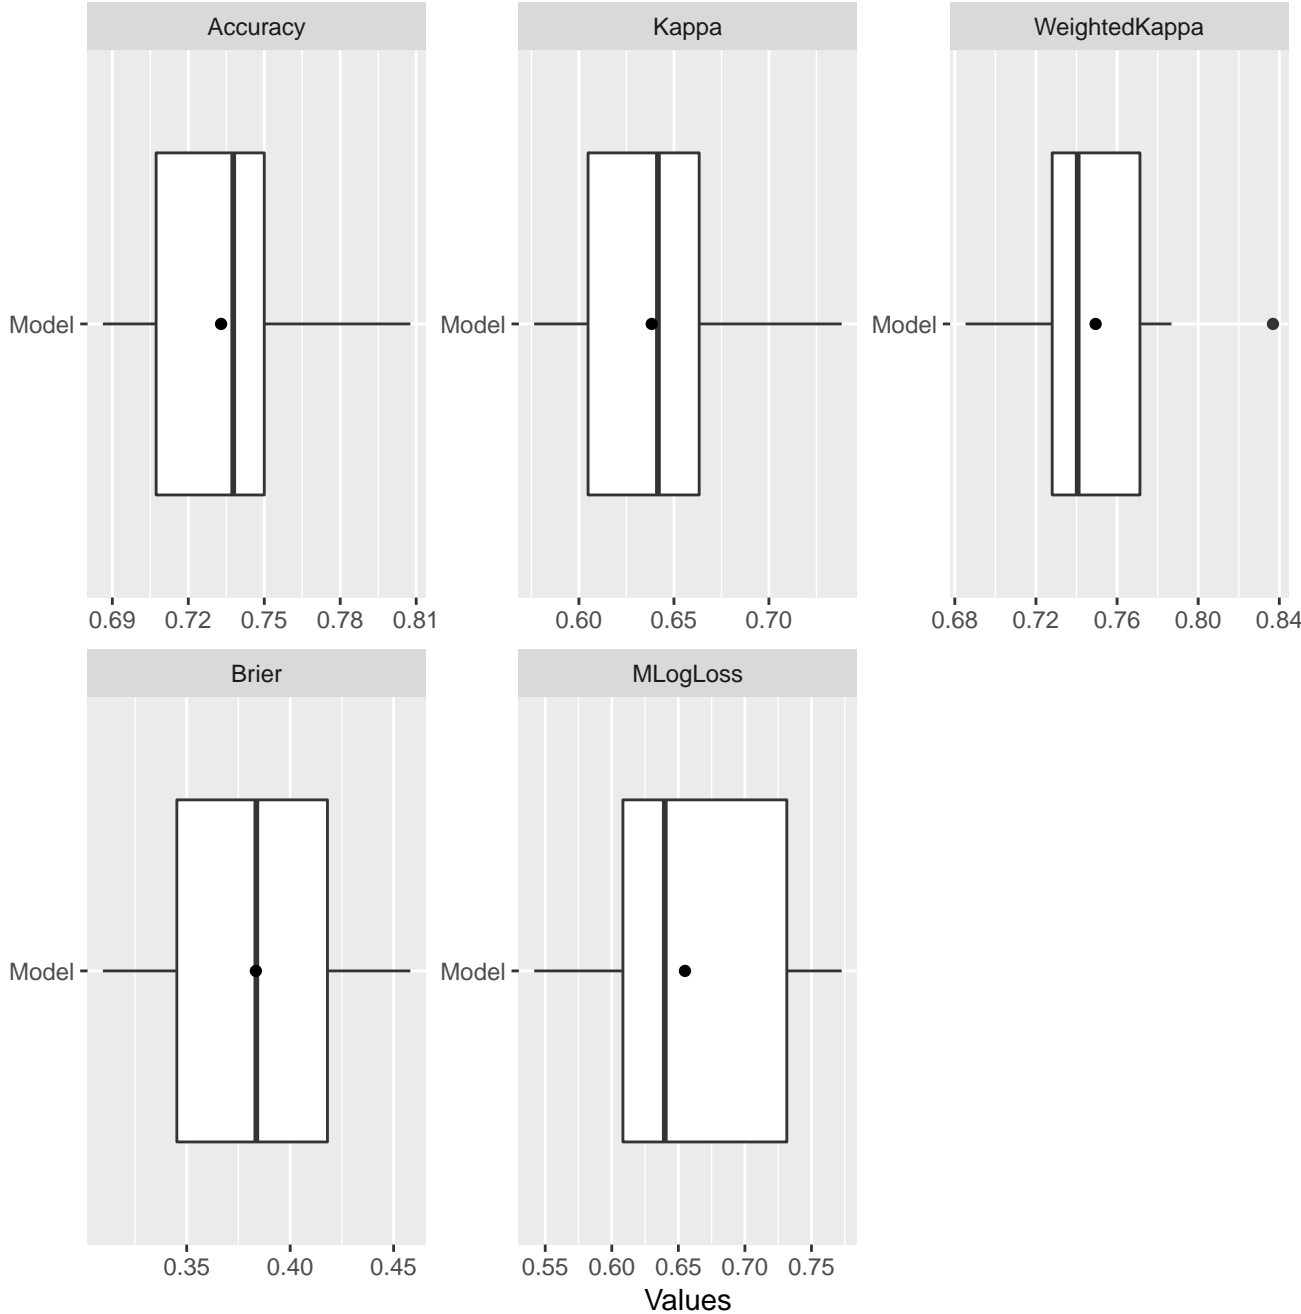 Accuracy Kappa WeightedKappa
Model Model Model
0.69 0.72 0.75 0.78 0.81 0.60 0.65 0.70 0.68 0.72 0.76 0.80 0.84
Brier MLogLoss
Model Model
0.35 0.40 0.45 0.55 0.60 0.65 0.70 0.75
Values